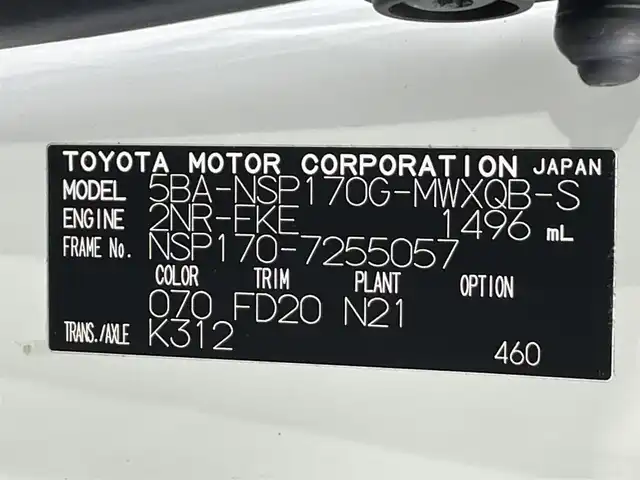 TOYOTA MOTOR CORPORATION JAPAN
MODEL 5BA-NSP170G-MWXQB-S
ENGINE 2NR-FKE 1496 mL
FRAME No. NSP170-7255057
COLOR TRIM PLANT OPTION
070 FD20 N21
TRANS./AXLE K312
460